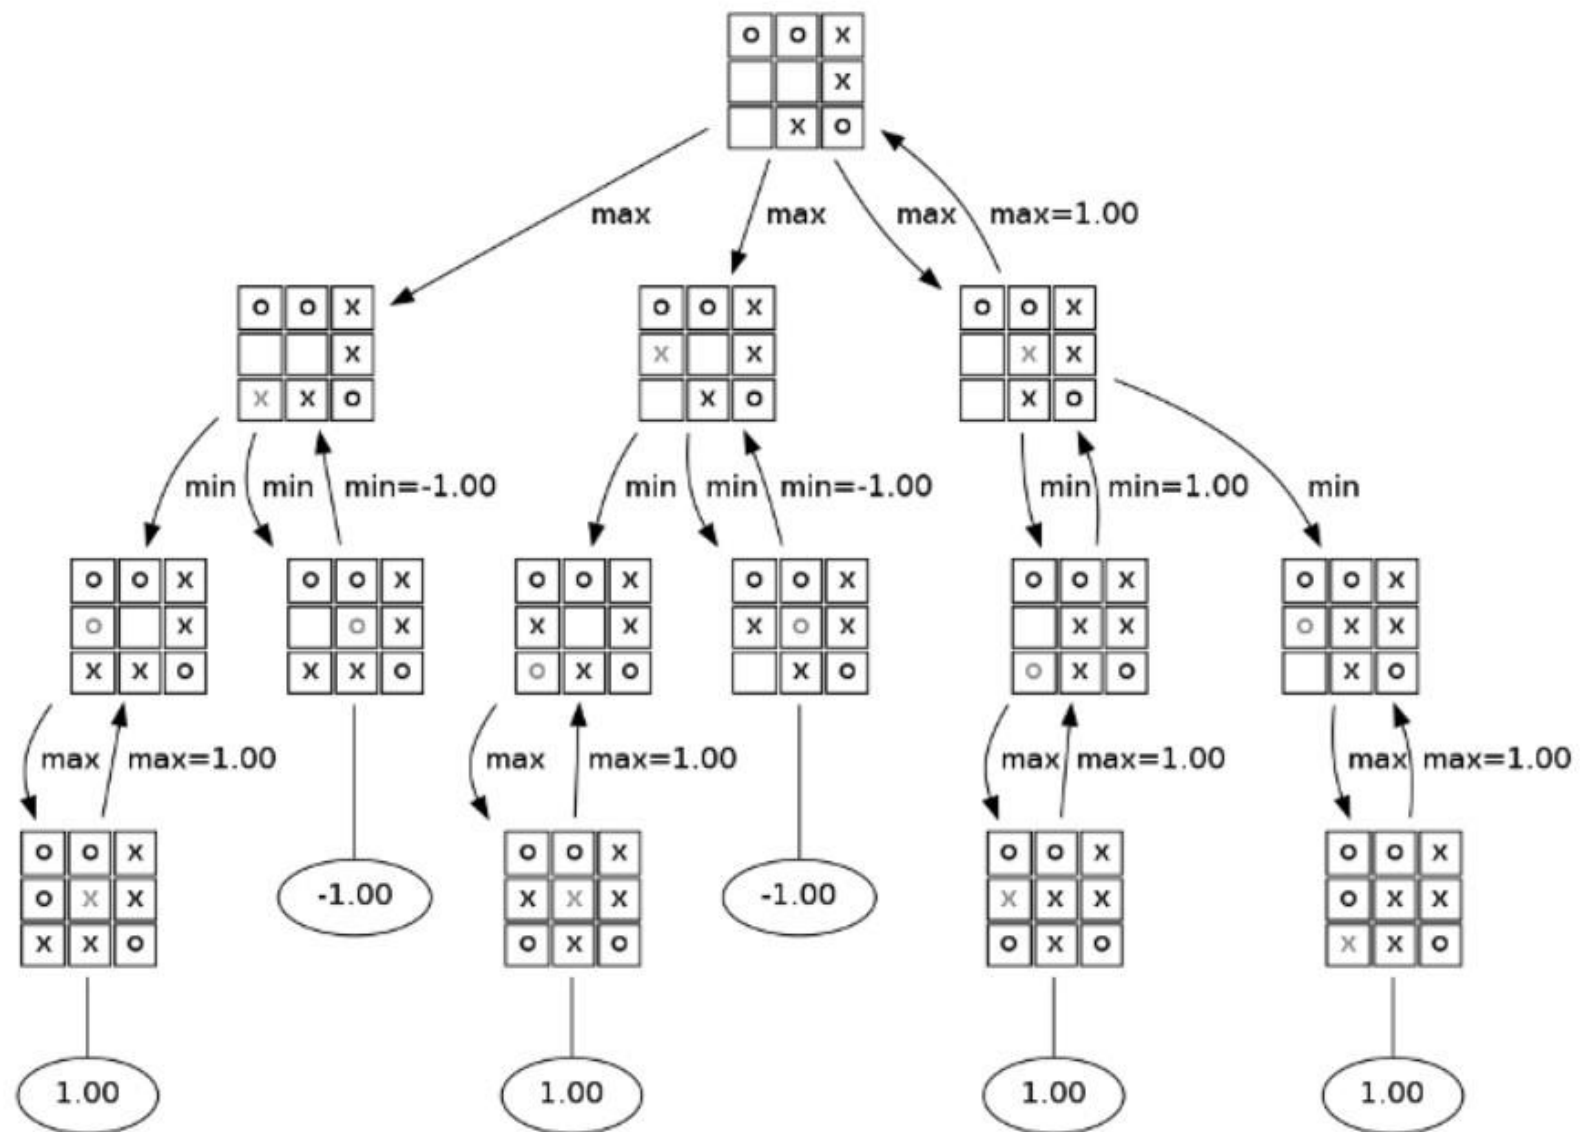 O O X
X
X O
max max max max=1.00
O O X O O X O O X
X X X X X
X X O X O X O
min min min=-1.00 min min min=-1.00 min min=1.00 min
O O X O O X O O X O O X O O X O O X
O X O X X X X O X X X O X X
X X O X X O O X O X O O X O X O
max max=1.00 max max=1.00 max max=1.00 max max=1.00
O O X O O X O O X O O X
O X X -1.00 X X X -1.00 X X X O X X
X X O O X O O X O X X O
1.00 1.00 1.00 1.00